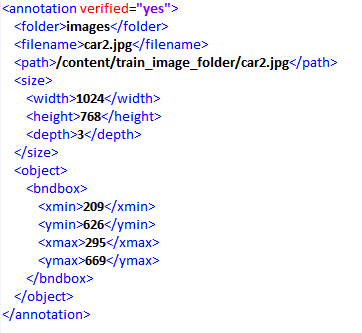 <annotation verified="yes">
<folder>images</folder>
<filename>car2.jpg</filename>
<path>/content/train_image_folder/car2.jpg</path>
<size>
<width>1024</width>
<height>768</height>
<depth>3</depth>
</size>
<object>
<bndbox>
<xmin>209</xmin>
<ymin>626</ymin>
<xmax>295</xmax>
<ymax>669</ymax>
</bndbox>
</object>
</annotation>